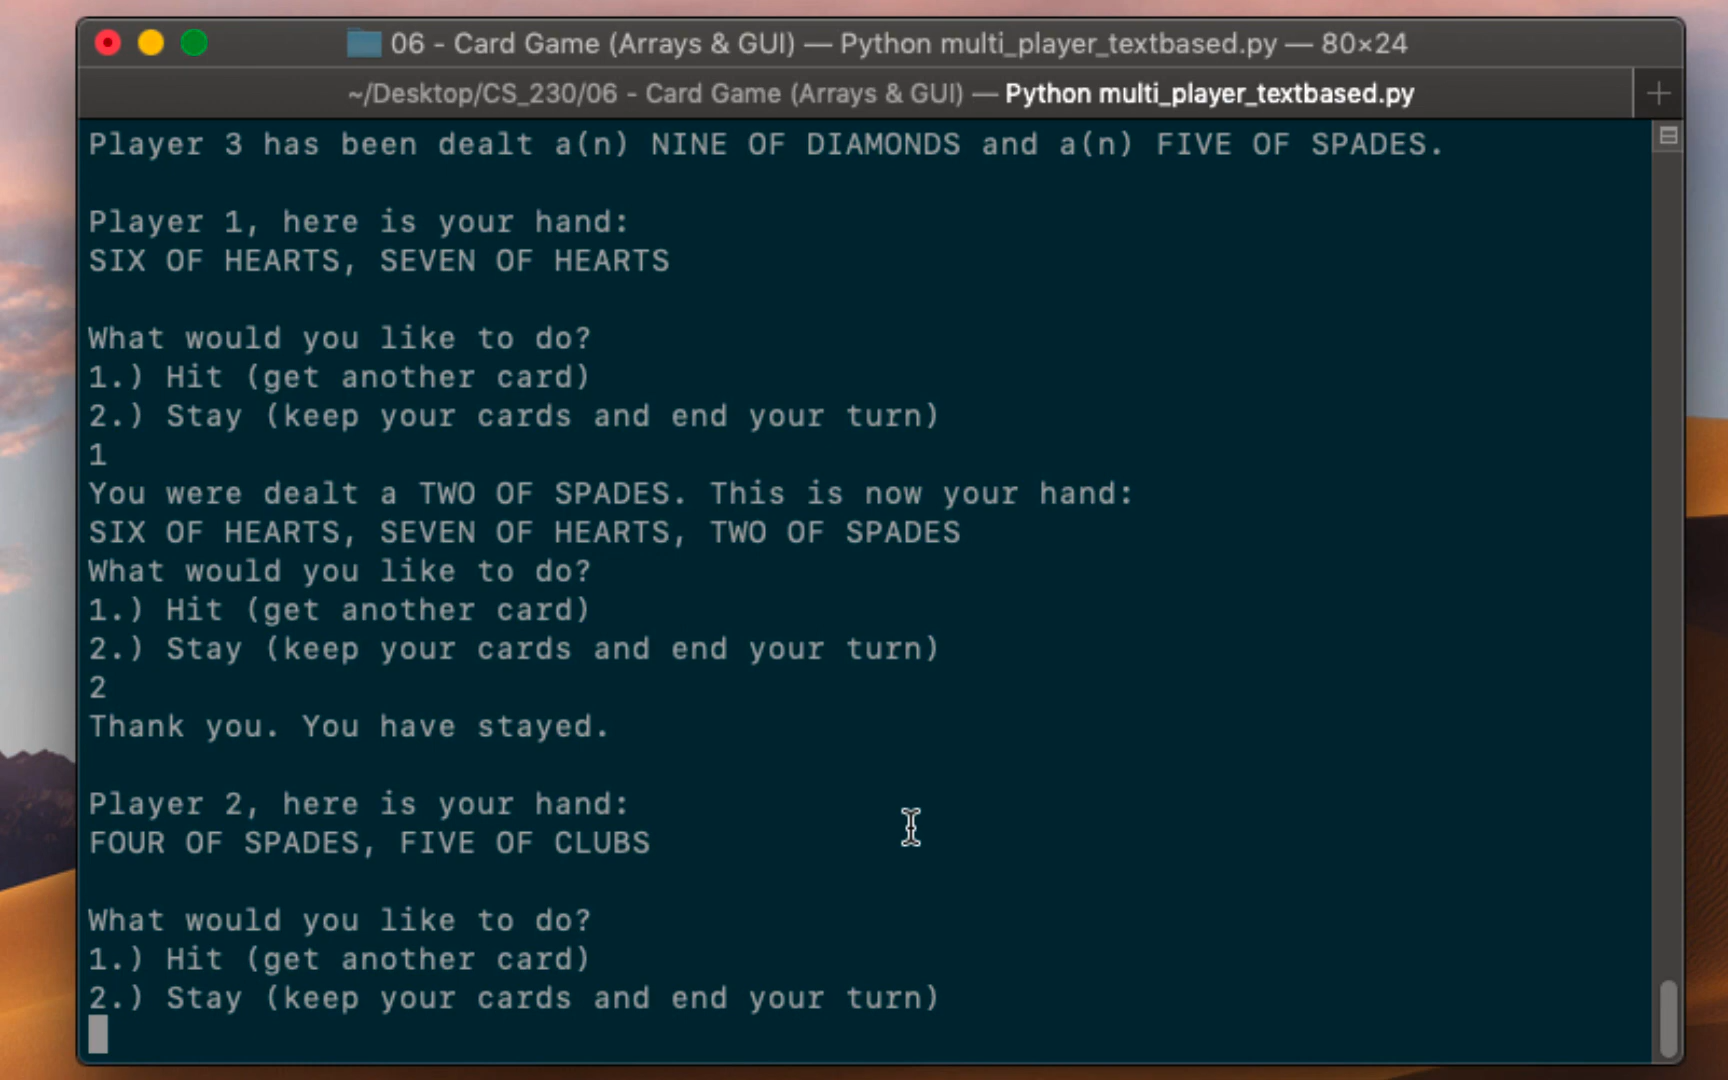 06 - Card Game (Arrays & GUI) — Python multi_player_textbased.py — 80×24
~/Desktop/CS_230/06 - Card Game (Arrays & GUI) — Python multi_player_textbased.py
Player 3 has been dealt a(n) NINE OF DIAMONDS and a(n) FIVE OF SPADES.
Player 1, here is your hand:
SIX OF HEARTS, SEVEN OF HEARTS
What would you like to do?
1.) Hit (get another card)
2.) Stay (keep your cards and end your turn)
1
You were dealt a TWO OF SPADES. This is now your hand:
SIX OF HEARTS, SEVEN OF HEARTS, TWO OF SPADES
What would you like to do?
1.) Hit (get another card)
2.) Stay (keep your cards and end your turn)
2
Thank you. You have stayed.
Player 2, here is your hand:
FOUR OF SPADES, FIVE OF CLUBS
What would you like to do?
1.) Hit (get another card)
2.) Stay (keep your cards and end your turn)